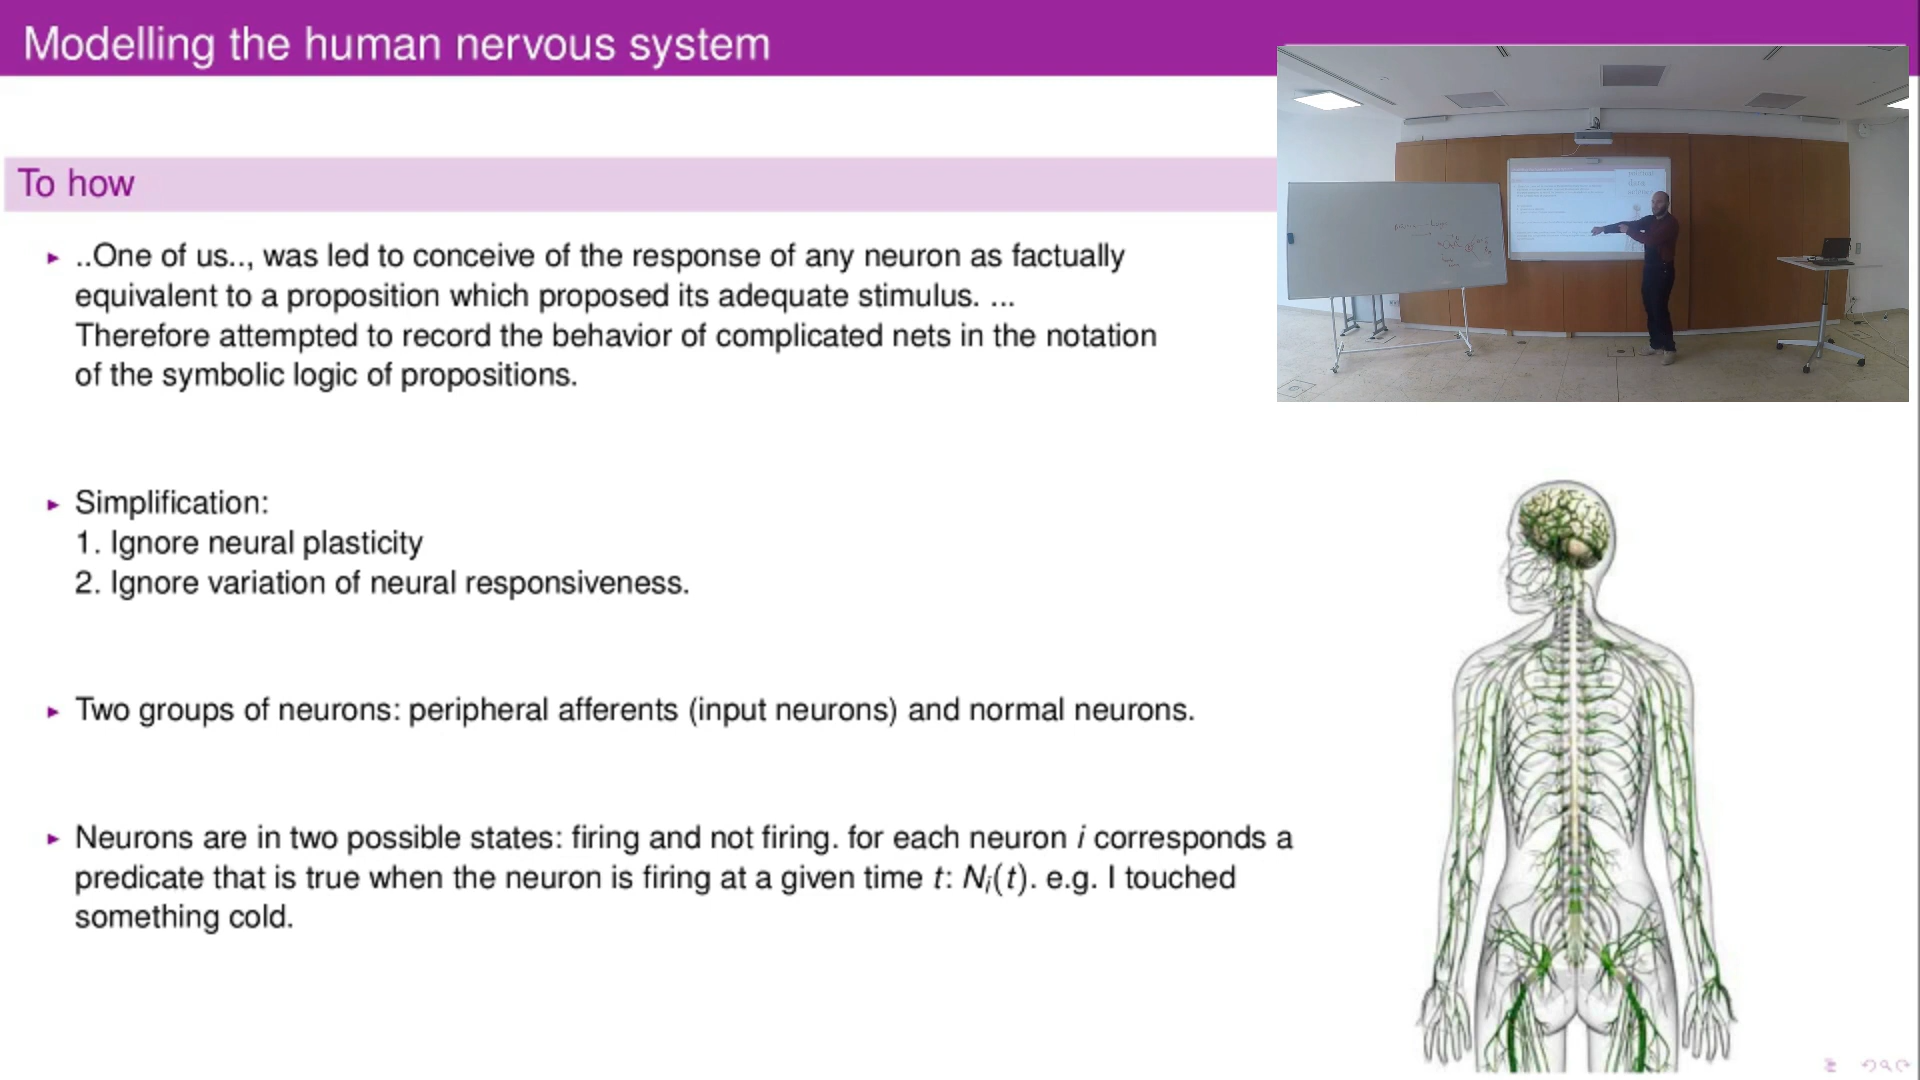 Modelling the human nervous system
To how
..One of us.., was led to conceive of the response of any neuron as factually
equivalent to a proposition which proposed its adequate stimulus. ...
Therefore attempted to record the behavior of complicated nets in the notation
of the symbolic logic of propositions.
Simplification:
1. Ignore neural plasticity
2. Ignore variation of neural responsiveness.
Two groups of neurons: peripheral afferents (input neurons) and normal neurons.
Neurons are in two possible states: firing and not firing. for each neuron i corresponds a
predicate that is true when the neuron is firing at a given time t: Nᵢ(t). e.g. I touched
something cold.